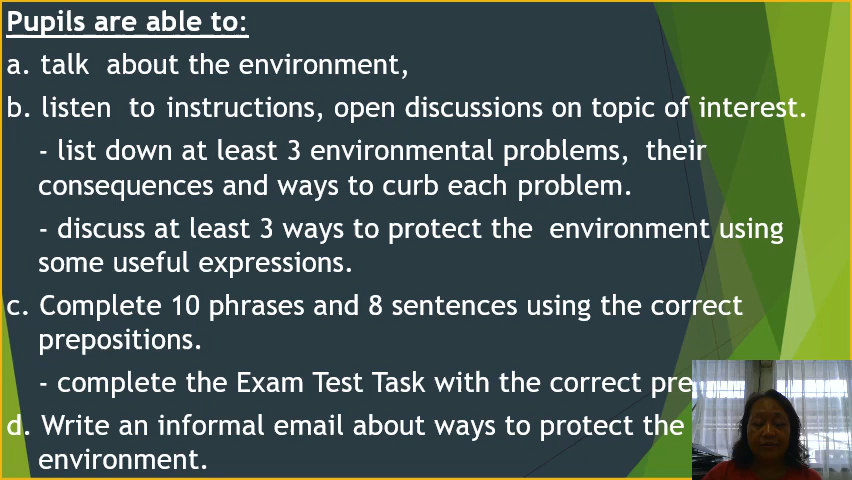 Pupils are able to:
a. talk about the environment,
b. listen to instructions, open discussions on topic of interest.
- list down at least 3 environmental problems, their
consequences and ways to curb each problem.
- discuss at least 3 ways to protect the environment using
some useful expressions.
c. Complete 10 phrases and 8 sentences using the correct
prepositions.
- complete the Exam Test Task with the correct pre
d. Write an informal email about ways to protect the
environment.